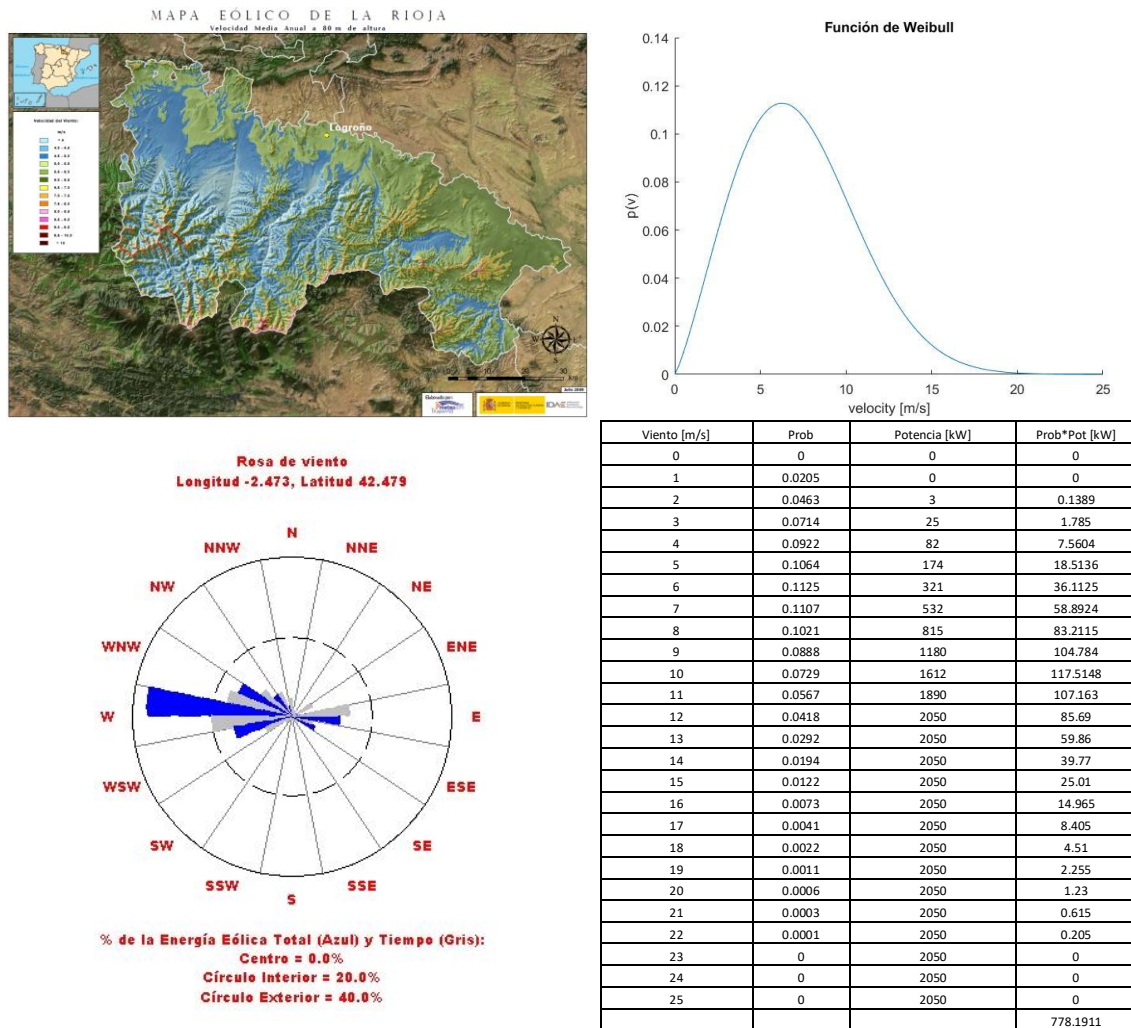 MAPA EÓLICO DE LA RIOJA
Velocidad Media Anual a 80 m de altura
Velocidad del Viento
m/s
Logroño
N
W
S
10
20
30
Julio 2009
Elaborado por
IDAE
Función de Weibull
0.14
0.12
0.1
0.08
0.06
0.04
0.02
0
p(v)
0 5 10 15 20 25
velocity [m/s]
Rosa de viento
Longitud -2.473, Latitud 42.479
N
NNW NNE
NW NE
WNW ENE
W E
WSW ESE
SW SE
SSW SSE
S
% de la Energía Eólica Total (Azul) y Tiempo (Gris):
Centro = 0.0%
Círculo Interior = 20.0%
Círculo Exterior = 40.0%
Viento [m/s] Prob Potencia [kW] Prob*Pot [kW]
0 0 0 0
1 0.0205 0 0
2 0.0463 3 0.1389
3 0.0714 25 1.785
4 0.0922 82 7.5604
5 0.1064 174 18.5136
6 0.1125 321 36.1125
7 0.1107 532 58.8924
8 0.1021 815 83.2115
9 0.0888 1180 104.784
10 0.0729 1612 117.5148
11 0.0567 1890 107.163
12 0.0418 2050 85.69
13 0.0292 2050 59.86
14 0.0194 2050 39.77
15 0.0122 2050 25.01
16 0.0073 2050 14.965
17 0.0041 2050 8.405
18 0.0022 2050 4.51
19 0.0011 2050 2.255
20 0.0006 2050 1.23
21 0.0003 2050 0.615
22 0.0001 2050 0.205
23 0 2050 0
24 0 2050 0
25 0 2050 0
778.1911